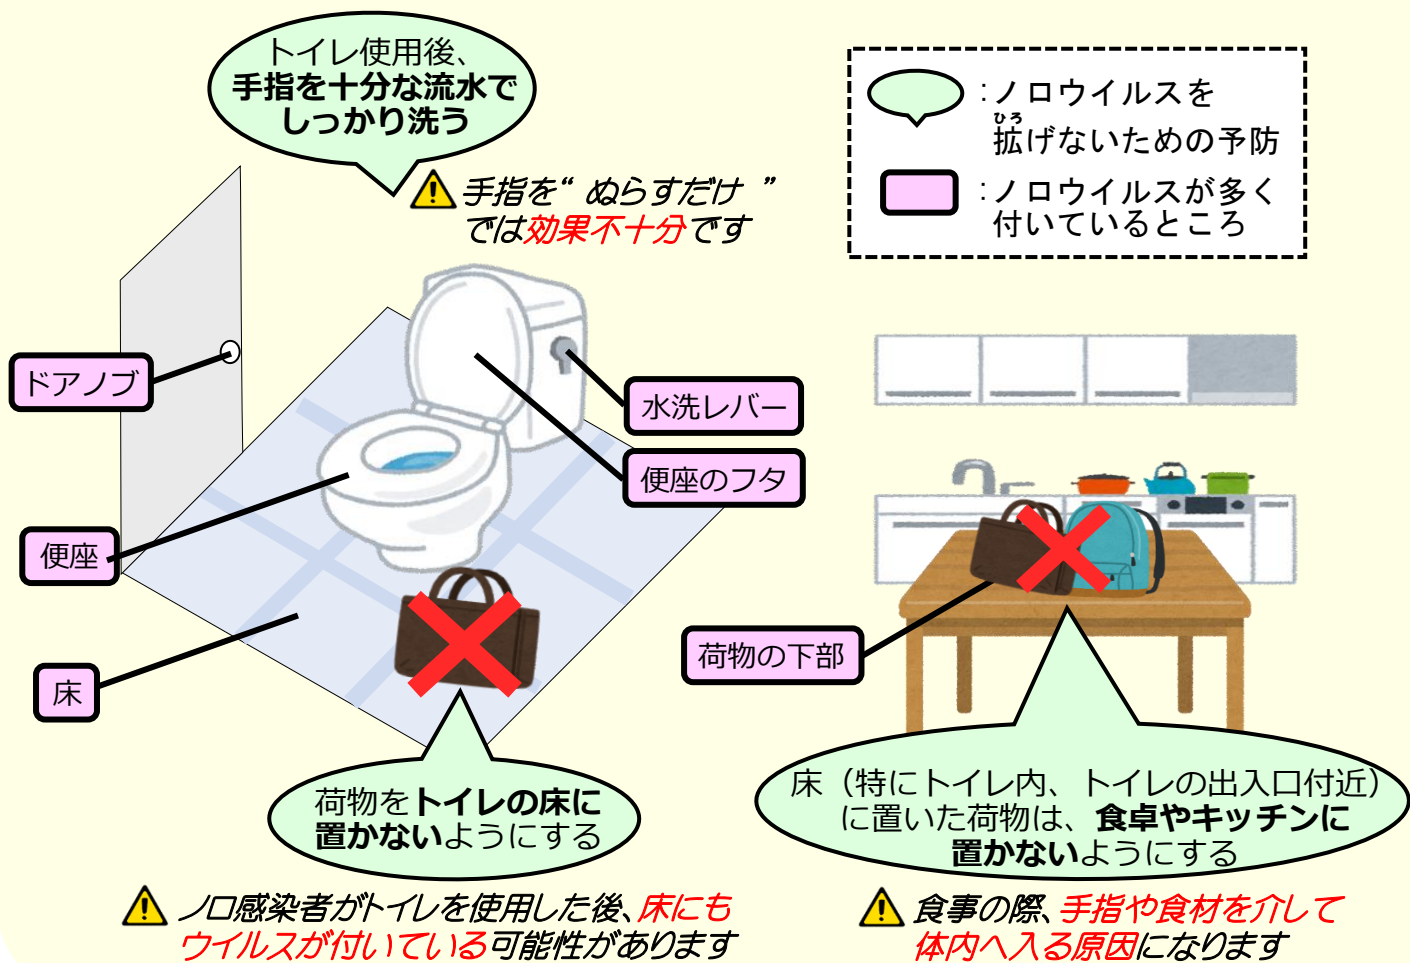 トイレ使用後、
手指を十分な流水で
しっかり洗う
手指を“ ぬらすだけ ”
では効果不十分です
:ノロウイルスを
ひろ
拡げないための予防
:ノロウイルスが多く
付いているところ
ドアノブ
水洗レバー
便座のフタ
便座
床
荷物の下部
荷物をトイレの床に
置かないようにする
ノロ感染者がトイレを使用した後、床にも
ウイルスが付いている可能性があります
床（特にトイレ内、トイレの出入口付近）
に置いた荷物は、食卓やキッチンに
置かないようにする
食事の際、手指や食材を介して
体内へ入る原因になります